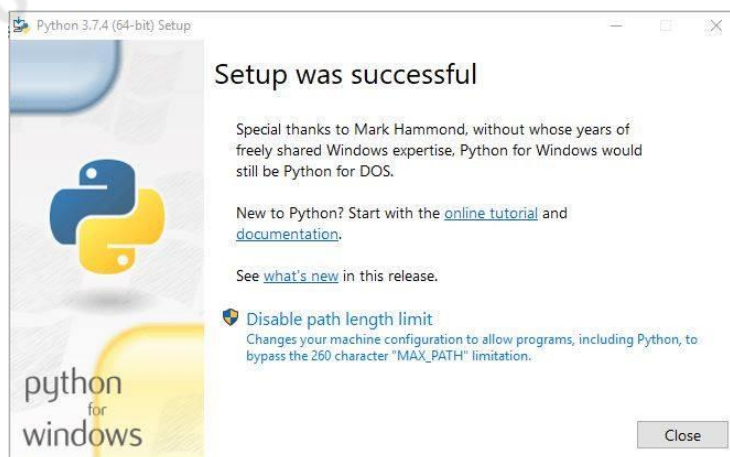 Python 3.7.4 (64-bit) Setup
Setup was successful
Special thanks to Mark Hammond, without whose years of
freely shared Windows expertise, Python for Windows would
still be Python for DOS.
New to Python? Start with the online tutorial and
documentation.
See what's new in this release.
Disable path length limit
Changes your machine configuration to allow programs, including Python, to
bypass the 260 character "MAX_PATH" limitation.
python
for
windows
Close